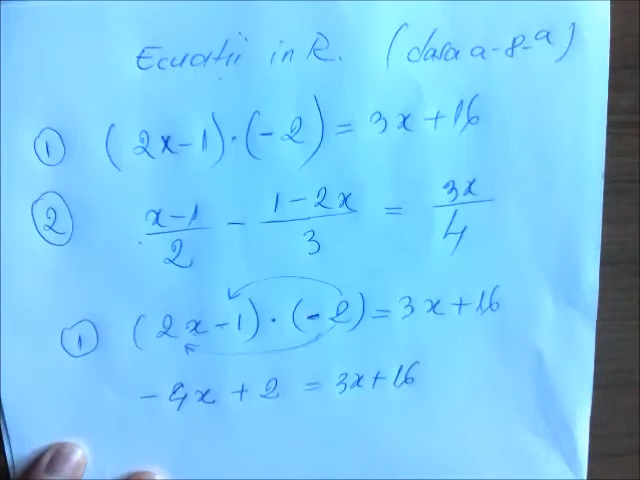 Ecuații in R. (clasa a-8-a)
① (2x-1)·(-2) = 3x+16
② x-1/2 - 1-2x/3 = 3x/4
① (2x-1)·(-2) = 3x+16
-4x+2 = 3x+16